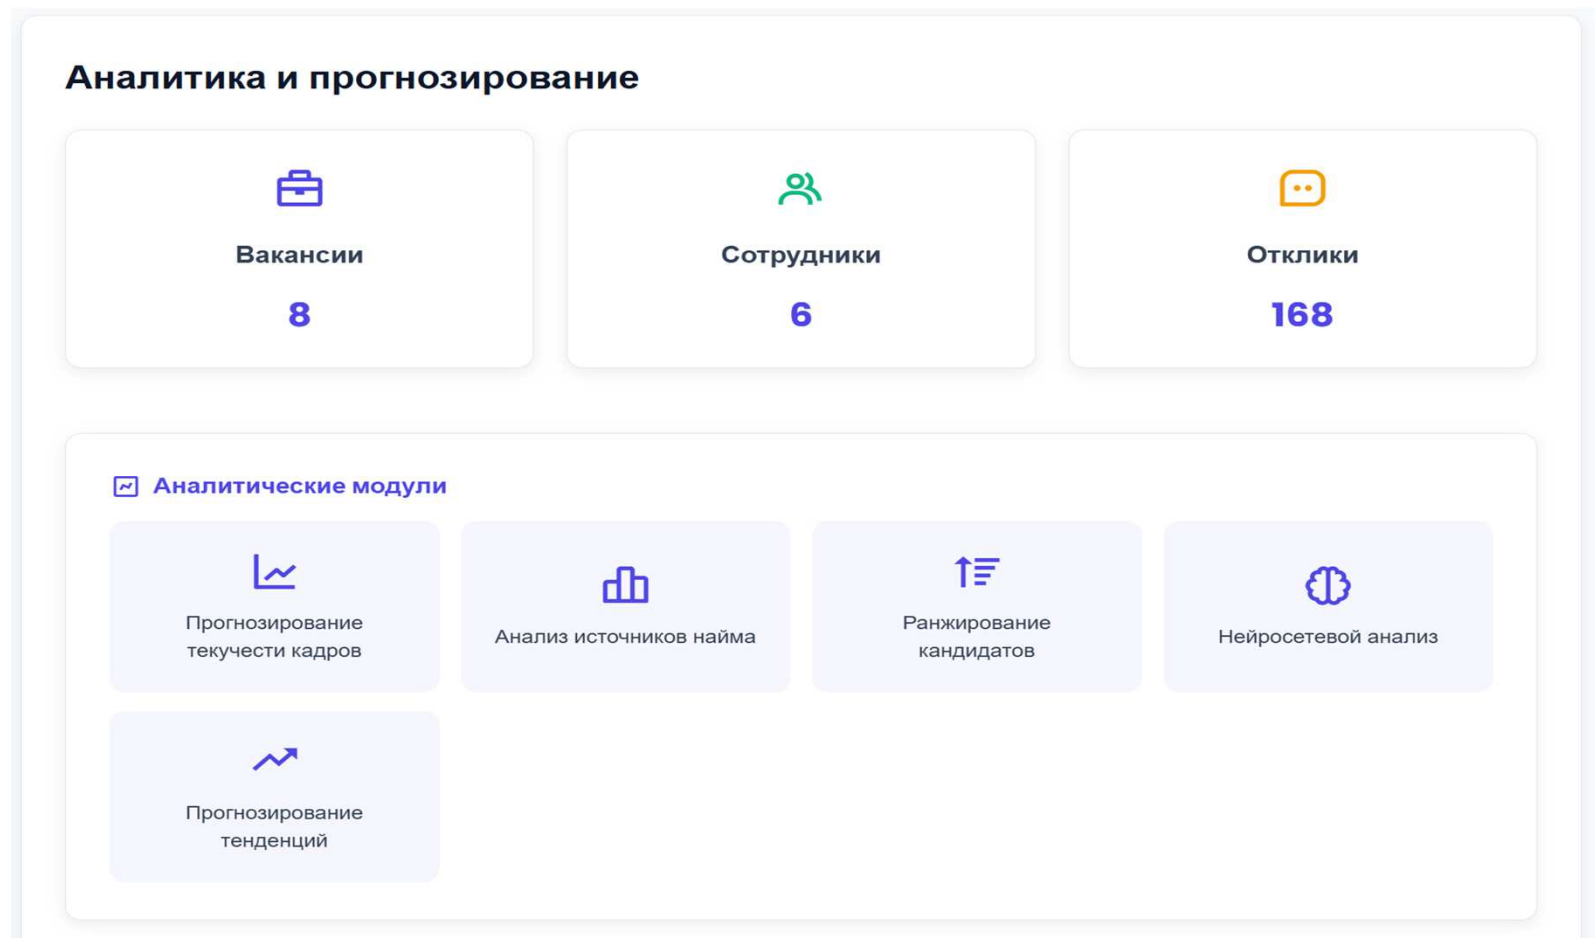 Аналитика и прогнозирование
Вакансии
8
Сотрудники
6
Отклики
168
Аналитические модули
Прогнозирование
текучести кадров
Анализ источников найма
Ранжирование
кандидатов
Нейросетевой анализ
Прогнозирование
тенденций